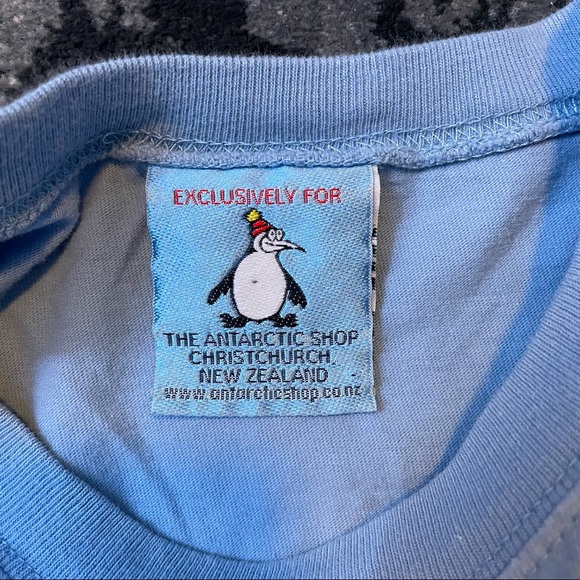 EXCLUSIVELY FOR
THE ANTARCTIC SHOP
CHRISTCHURCH,
NEW ZEALAND
www.antarcticshop.co.nz